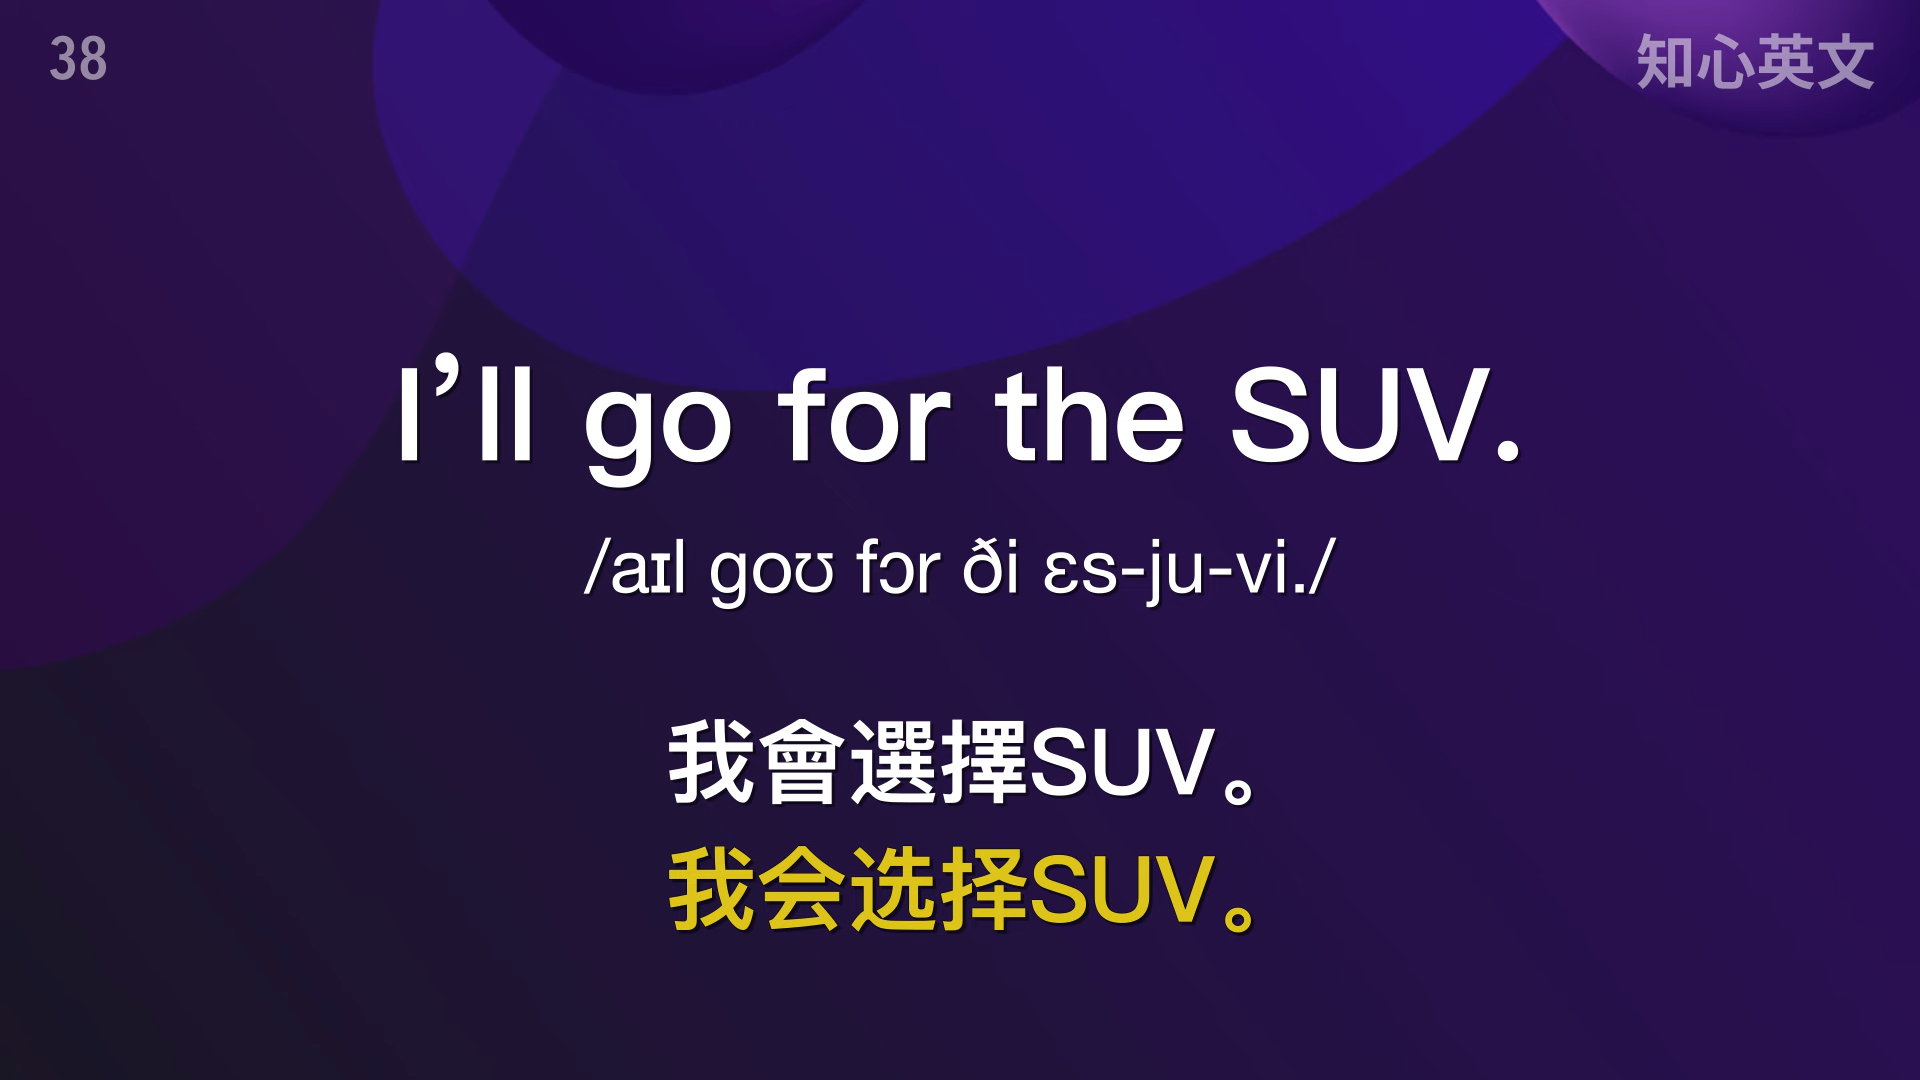 38
知心英文
I’ll go for the SUV.
/aɪl goʊ fɔr ði ɛs-ju-vi./
我會選擇SUV。
我会选择SUV。